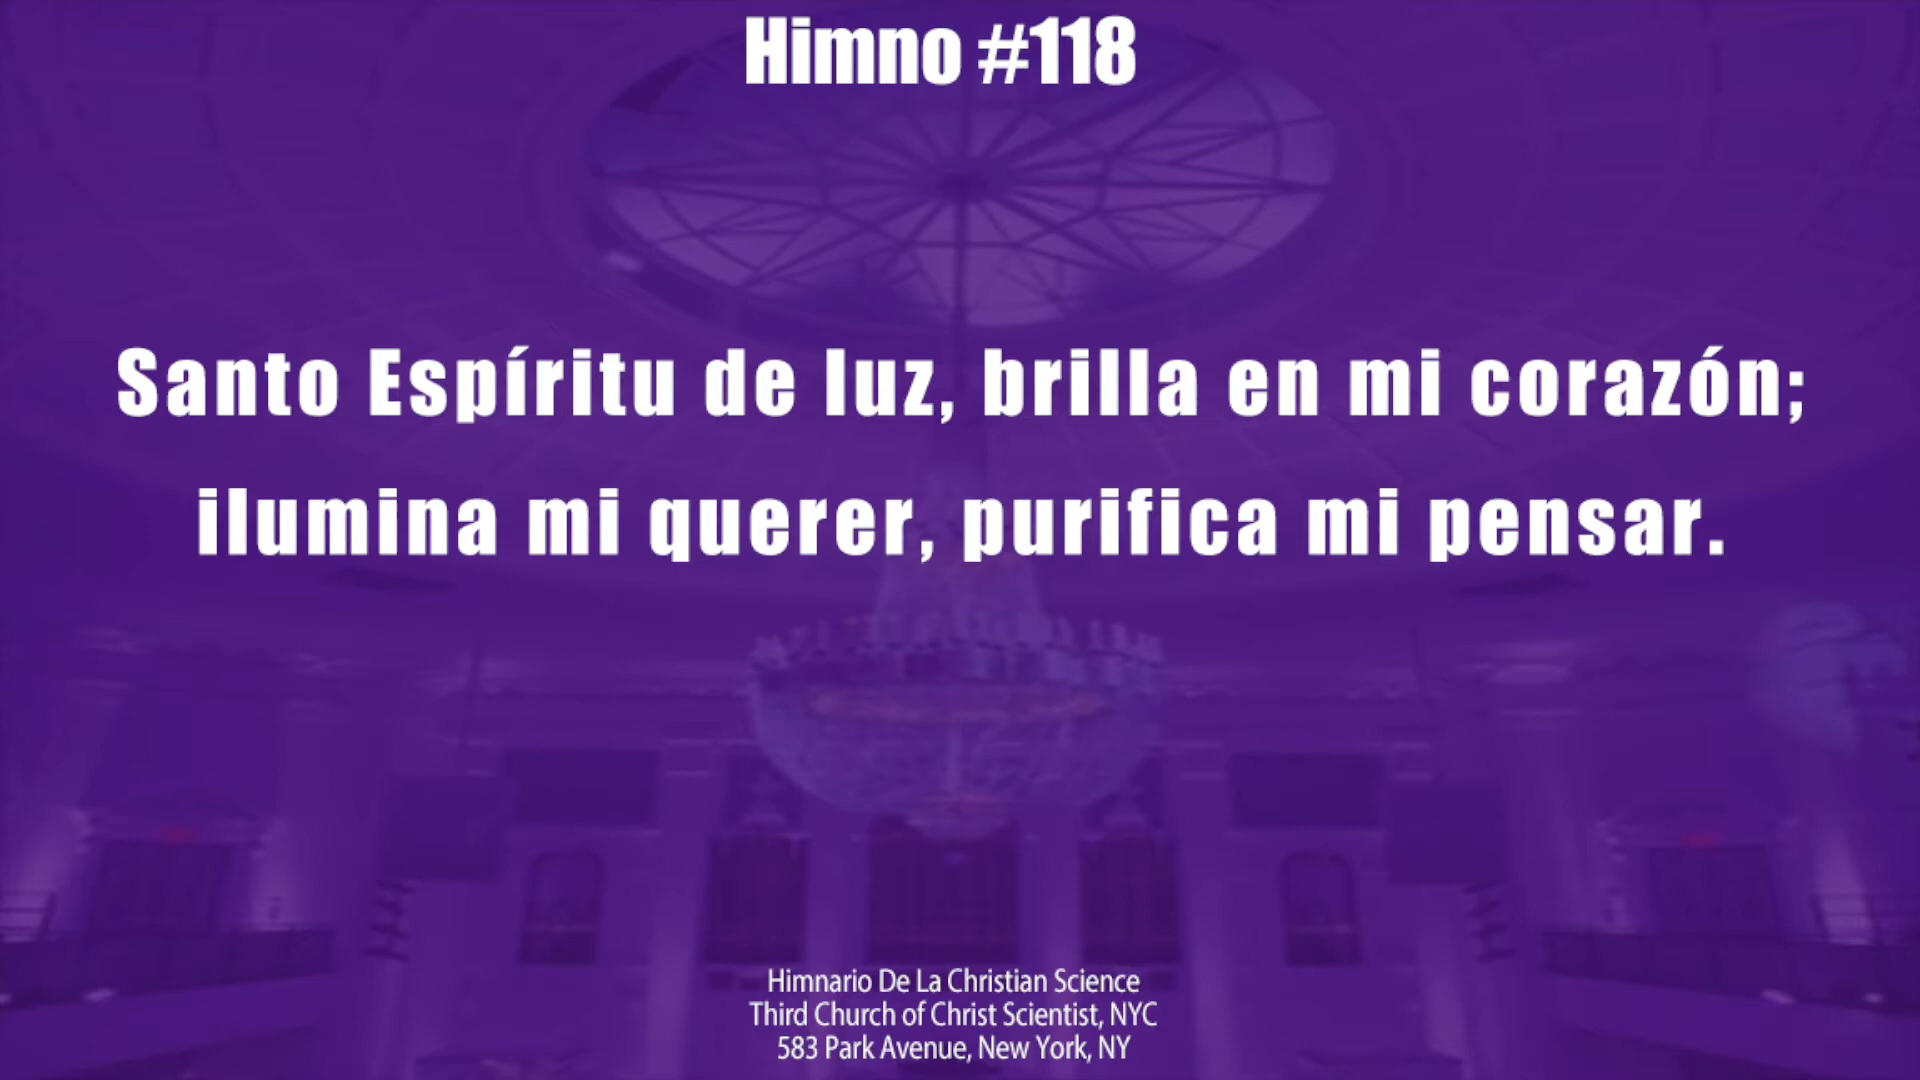 Himno #118
Santo Espíritu de luz, brilla en mi corazón;
ilumina mi querer, purifica mi pensar.
Himnario De La Christian Science
Third Church of Christ Scientist, NYC
583 Park Avenue, New York, NY